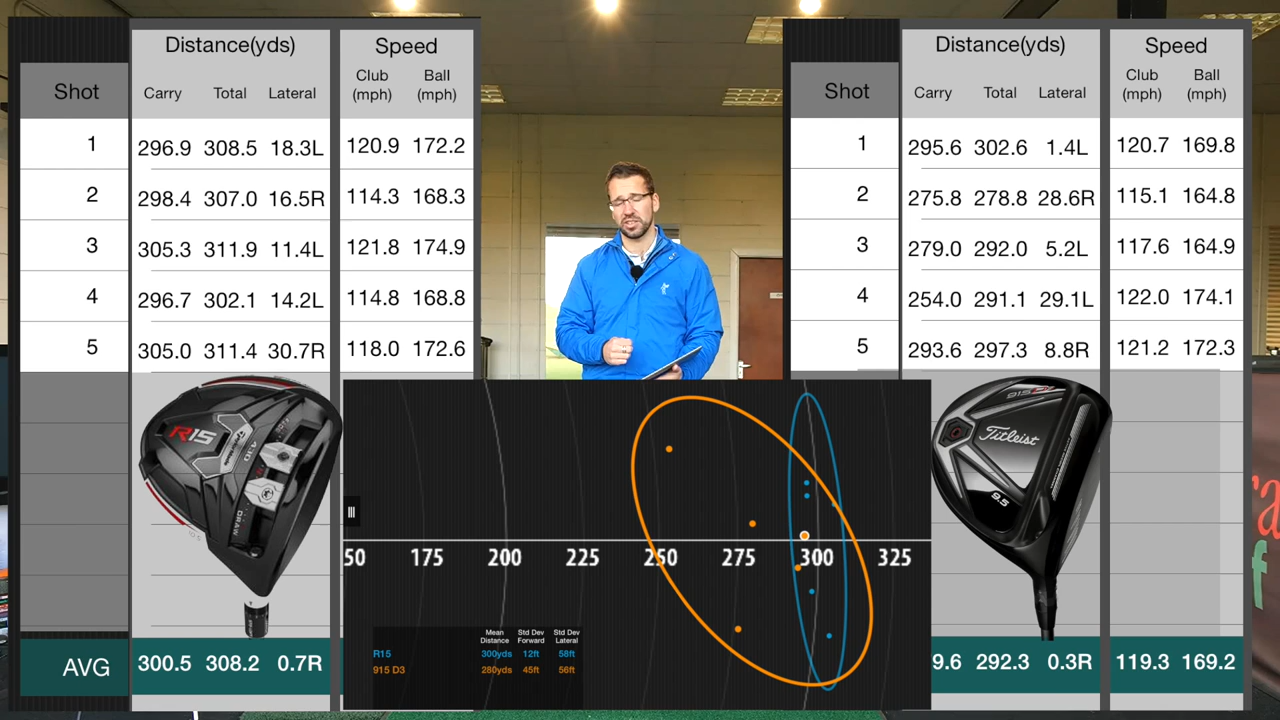 Distance(yds) Speed
Shot Carry Total Lateral Club (mph) Ball (mph)
1 296.9 308.5 18.3L 120.9 172.2
2 298.4 307.0 16.5R 114.3 168.3
3 305.3 311.9 11.4L 121.8 174.9
4 296.7 302.1 14.2L 114.8 168.8
5 305.0 311.4 30.7R 118.0 172.6
AVG 300.5 308.2 0.7R
Distance(yds) Speed
Shot Carry Total Lateral Club (mph) Ball (mph)
1 295.6 302.6 1.4L 120.7 169.8
2 275.8 278.8 28.6R 115.1 164.8
3 279.0 292.0 5.2L 117.6 164.9
4 254.0 291.1 29.1L 122.0 174.1
5 293.6 297.3 8.8R 121.2 172.3
9.6 292.3 0.3R 119.3 169.2
R15
TaylorMade
430
DRAW
50 175 200 225 250 275 300 325
Mean Distance Std Dev Forward Std Dev Lateral
R15 300yds 12ft 58ft
915 D3 280yds 45ft 56ft
Titleist
9.5